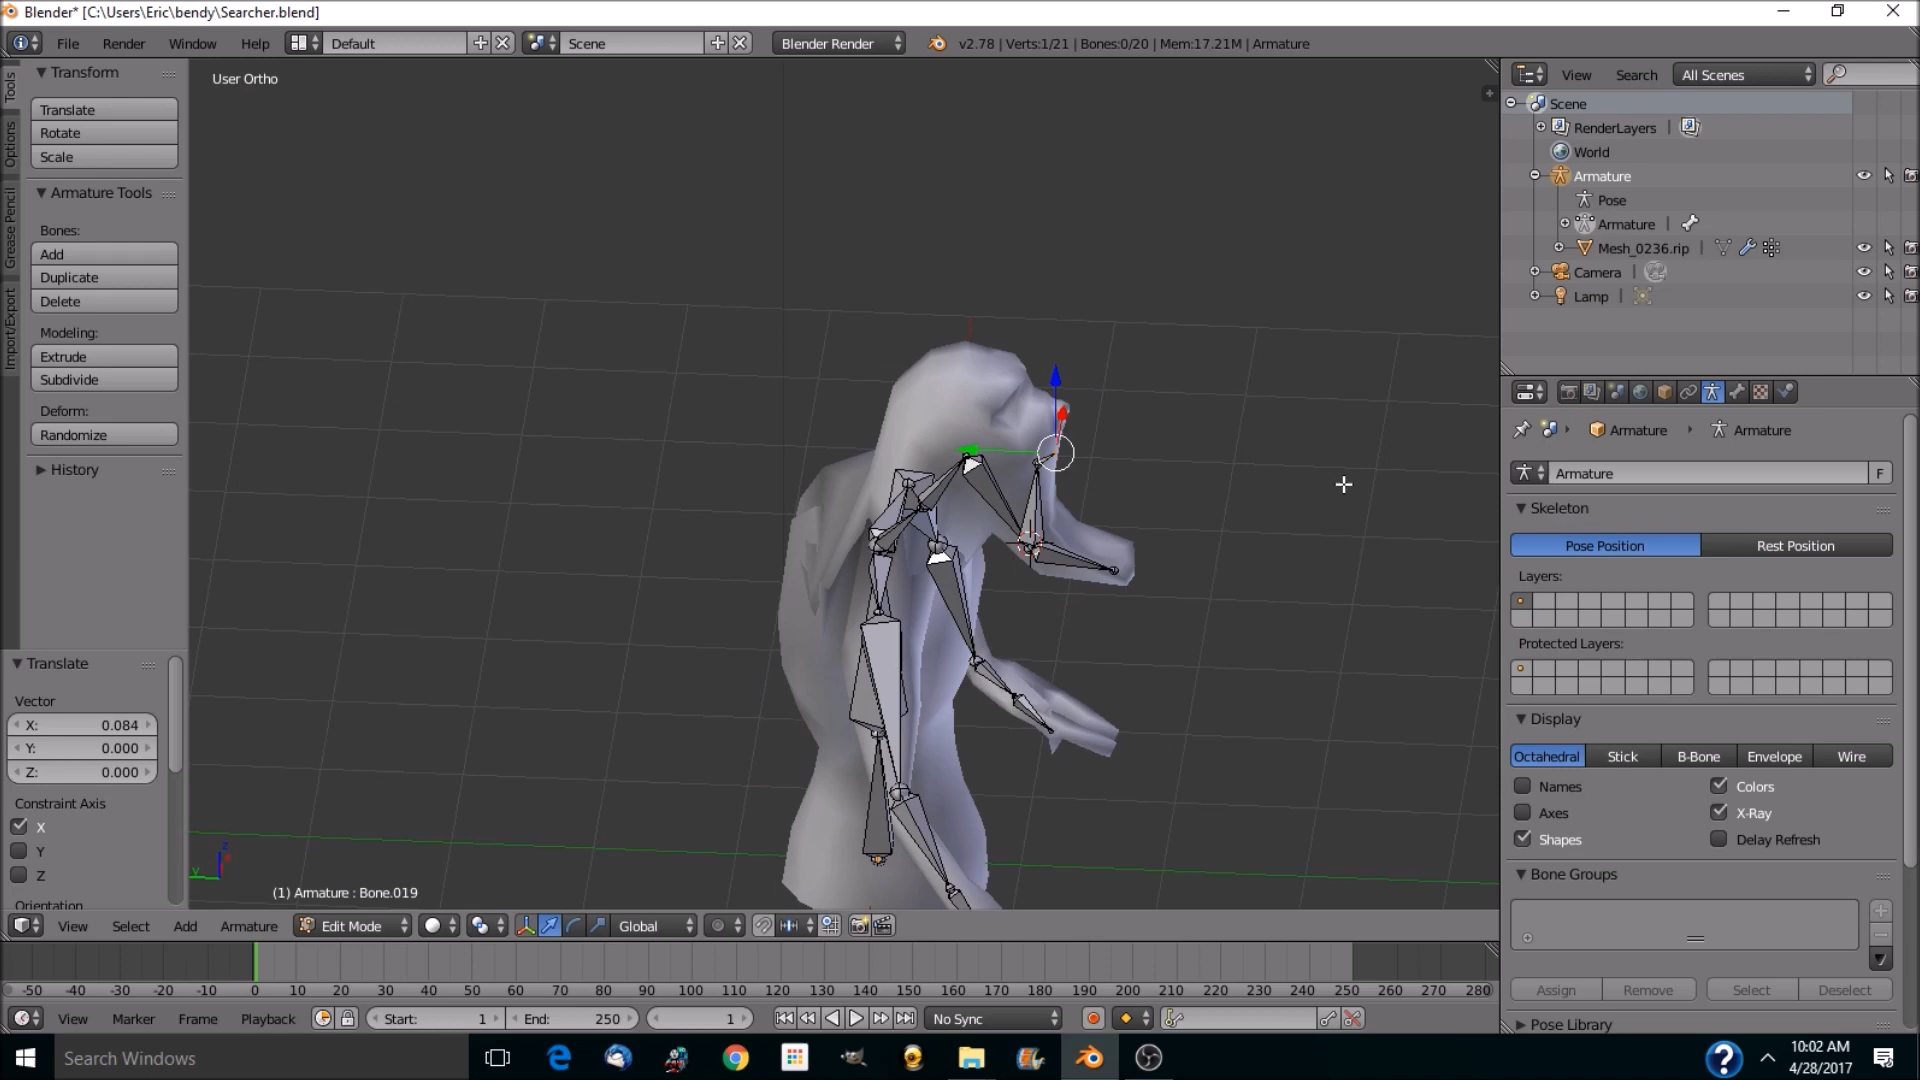 Blender* [C:\Users\Eric\bendy\Searcher.blend]
File Render Window Help Default Scene Blender Render v2.78 | Verts:1/21 | Bones:0/20 | Mem:17.21M | Armature
Tools
Options
Grease Pencil
Import/Export
Transform
Translate
Rotate
Scale
Armature Tools
Bones:
Add
Duplicate
Delete
Modeling:
Extrude
Subdivide
Deform:
Randomize
History
Translate
Vector
X: 0.084
Y: 0.000
Z: 0.000
Constraint Axis
X
Y
Z
Orientation
User Ortho
(1) Armature : Bone.019
View Select Add Armature Edit Mode Global
View Search All Scenes
Scene
RenderLayers
World
Armature
Pose
Armature
Mesh_0236.rip
Camera
Lamp
Armature Armature
Armature F
Skeleton
Pose Position Rest Position
Layers:
Protected Layers:
Display
Octahedral Stick B-Bone Envelope Wire
Names Colors
Axes X-Ray
Shapes Delay Refresh
Bone Groups
Assign Remove Select Deselect
Pose Library
-50 -40 -30 -20 -10 0 10 20 30 40 50 60 70 80 90 100 110 120 130 140 150 160 170 180 190 200 210 220 230 240 250 260 270 280
View Marker Frame Playback Start: 1 End: 250 1 No Sync
Search Windows
10:02 AM
4/28/2017